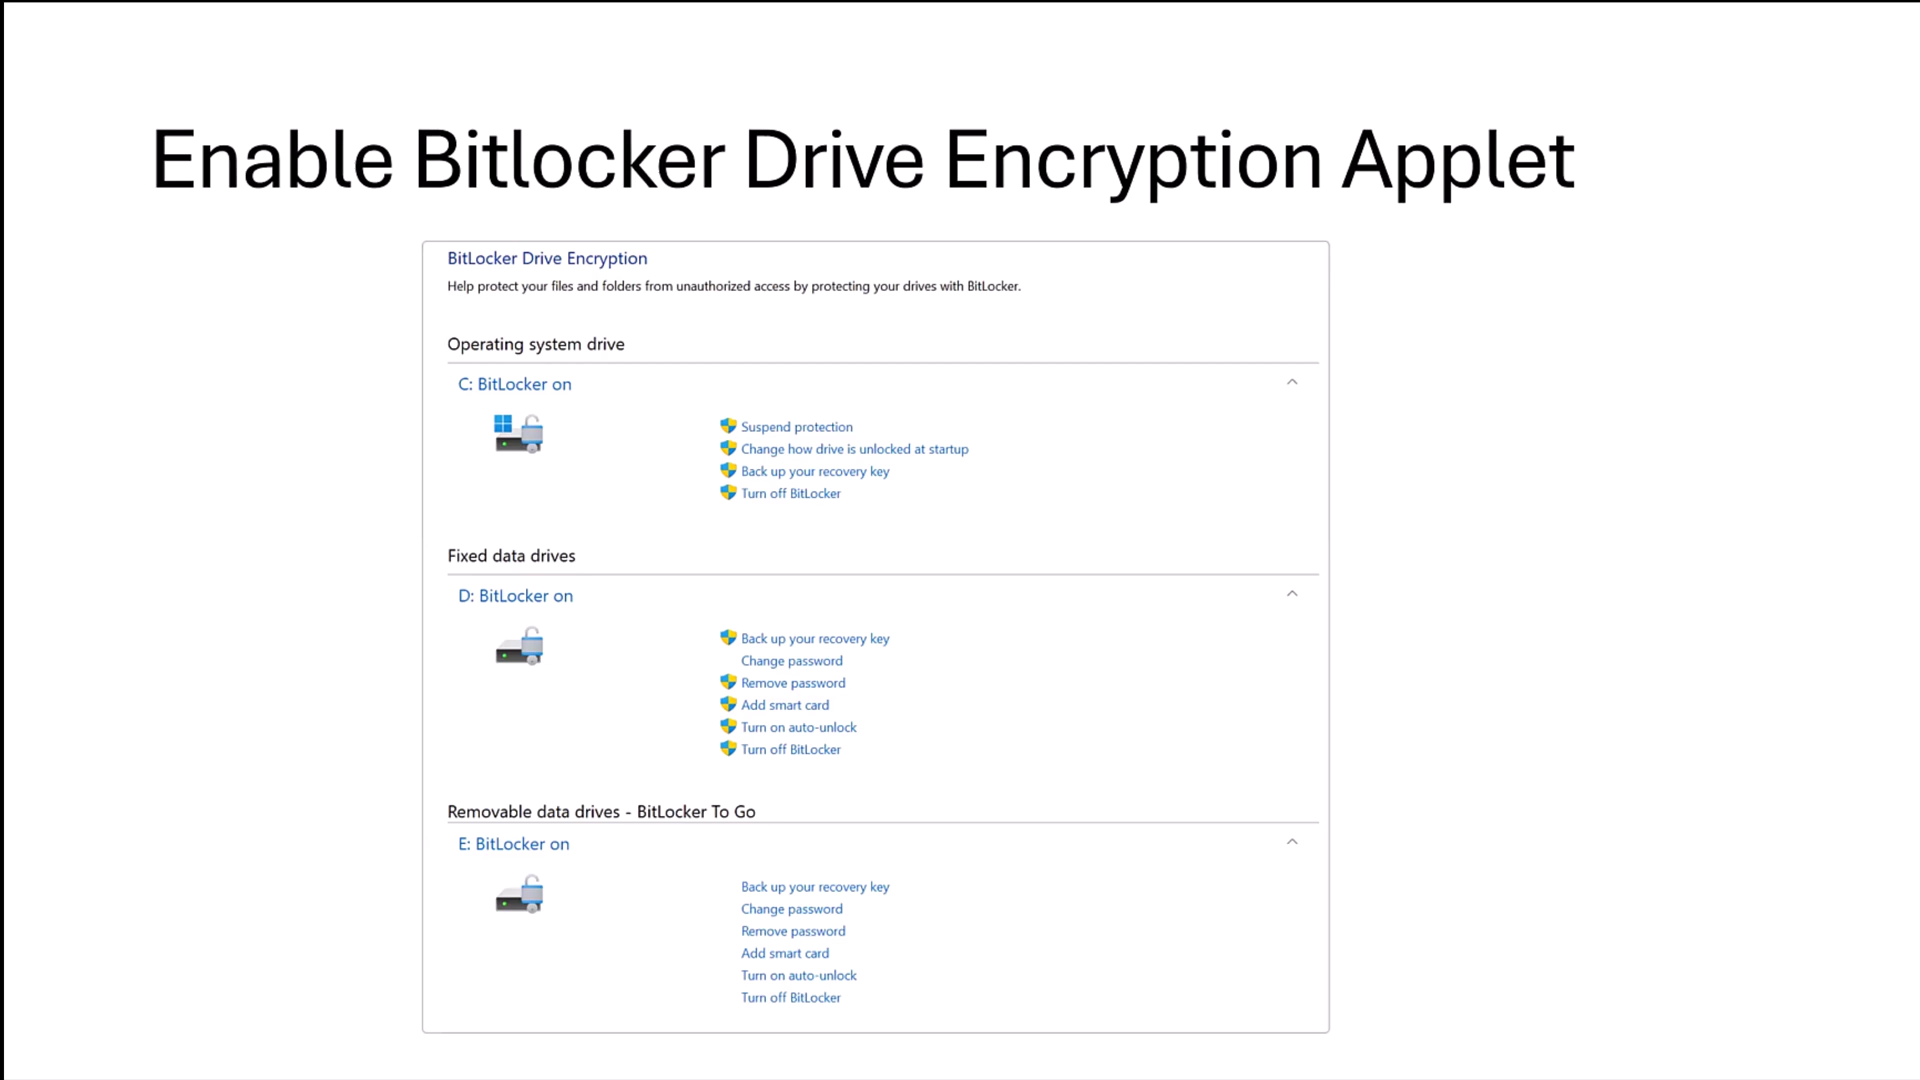 Enable Bitlocker Drive Encryption Applet
BitLocker Drive Encryption
Help protect your files and folders from unauthorized access by protecting your drives with BitLocker.
Operating system drive
C: BitLocker on
Suspend protection
Change how drive is unlocked at startup
Back up your recovery key
Turn off BitLocker
Fixed data drives
D: BitLocker on
Back up your recovery key
Change password
Remove password
Add smart card
Turn on auto-unlock
Turn off BitLocker
Removable data drives - BitLocker To Go
E: BitLocker on
Back up your recovery key
Change password
Remove password
Add smart card
Turn on auto-unlock
Turn off BitLocker